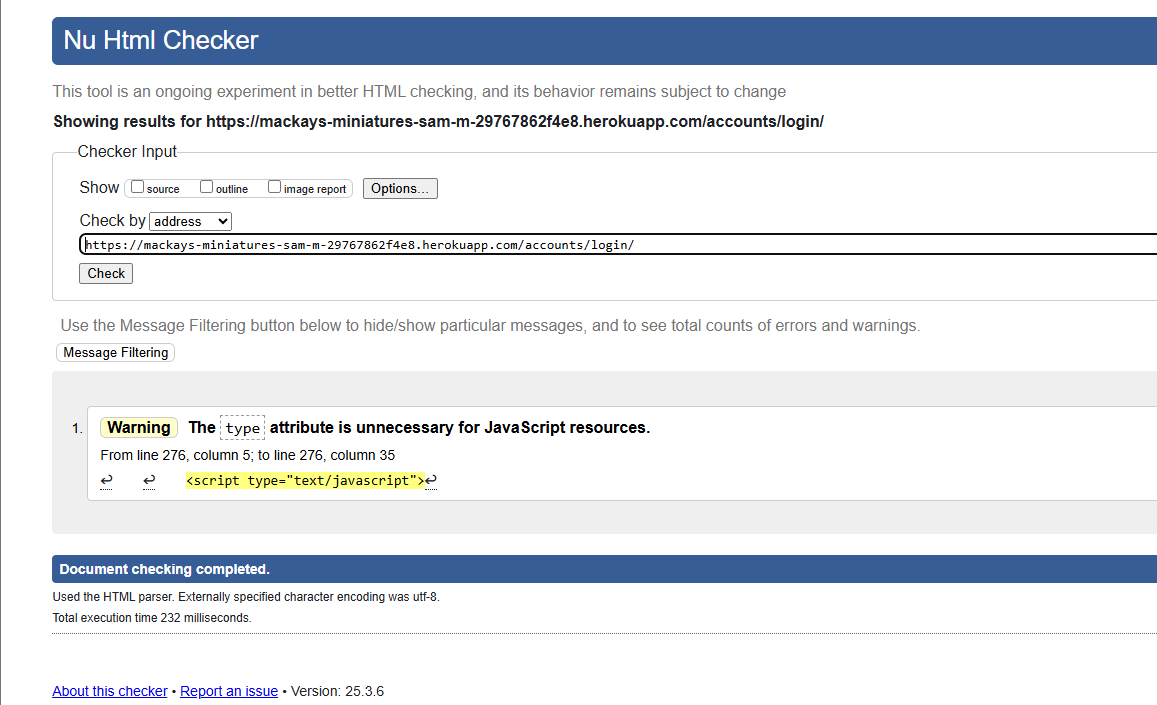 Nu Html Checker
This tool is an ongoing experiment in better HTML checking, and its behavior remains subject to change
Showing results for https://mackays-miniatures-sam-m-29767862f4e8.herokuapp.com/accounts/login/
Checker Input
Show source outline image report Options...
Check by address
https://mackays-miniatures-sam-m-29767862f4e8.herokuapp.com/accounts/login/
Check
Use the Message Filtering button below to hide/show particular messages, and to see total counts of errors and warnings.
Message Filtering
1. Warning The type attribute is unnecessary for JavaScript resources.
From line 276, column 5; to line 276, column 35
↩ ↩ <script type="text/javascript">↩
Document checking completed.
Used the HTML parser. Externally specified character encoding was utf-8.
Total execution time 232 milliseconds.
About this checker • Report an issue • Version: 25.3.6